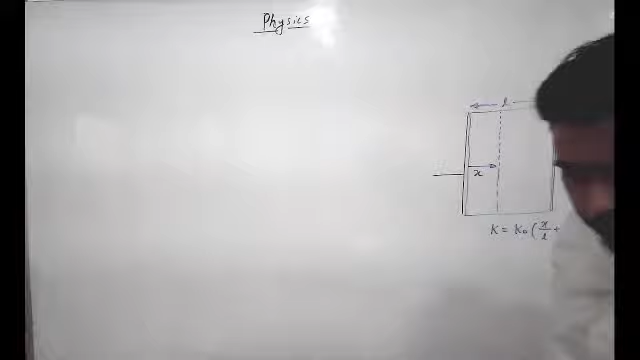 Physics
l
x
K = K₀ (x/l +